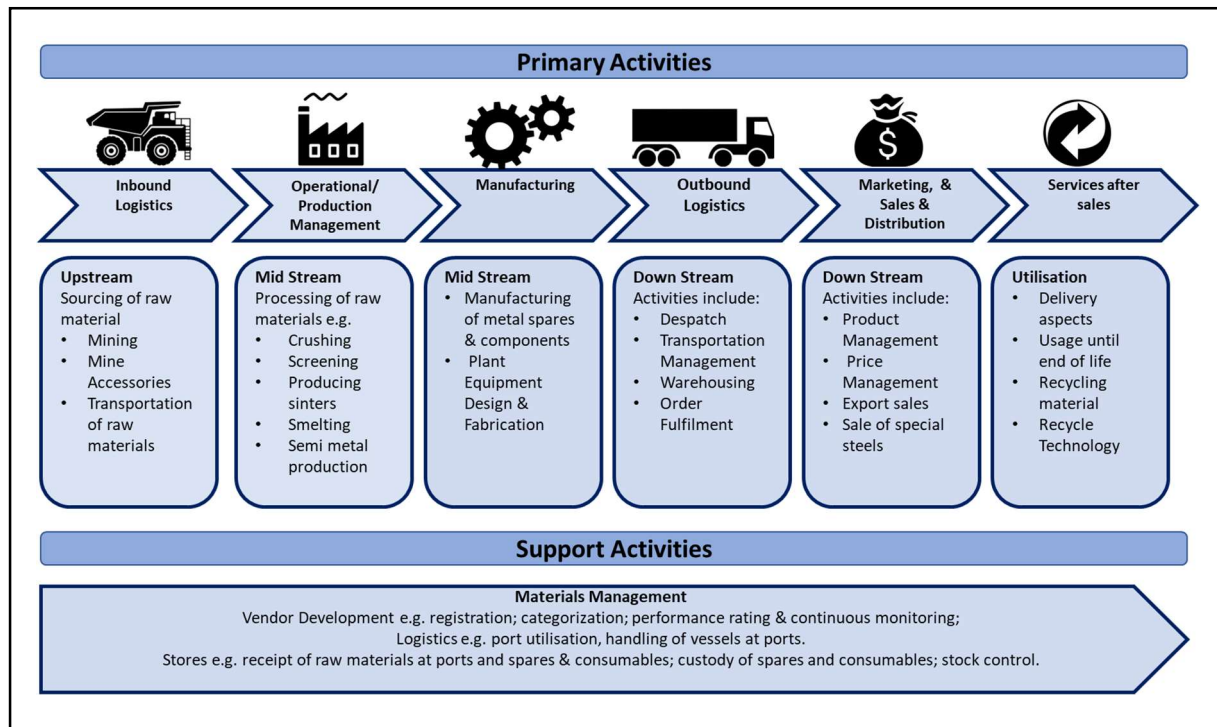 Primary Activities
$
Inbound
Logistics
Operational/
Production
Management
Manufacturing
Outbound
Logistics
Marketing, &
Sales &
Distribution
Services after
sales
Upstream
Sourcing of raw
material
• Mining
• Mine
Accessories
• Transportation
of raw
materials
Mid Stream
Processing of raw
materials e.g.
• Crushing
• Screening
• Producing
sinters
• Smelting
• Semi metal
production
Mid Stream
• Manufacturing
of metal spares
& components
• Plant
Equipment
Design &
Fabrication
Down Stream
Activities include:
• Despatch
• Transportation
Management
• Warehousing
• Order
Fulfilment
Down Stream
Activities include:
• Product
Management
• Price
Management
• Export sales
• Sale of special
steels
Utilisation
• Delivery
aspects
• Usage until
end of life
• Recycling
material
• Recycle
Technology
Support Activities
Materials Management
Vendor Development e.g. registration; categorization; performance rating & continuous monitoring;
Logistics e.g. port utilisation, handling of vessels at ports.
Stores e.g. receipt of raw materials at ports and spares & consumables; custody of spares and consumables; stock control.